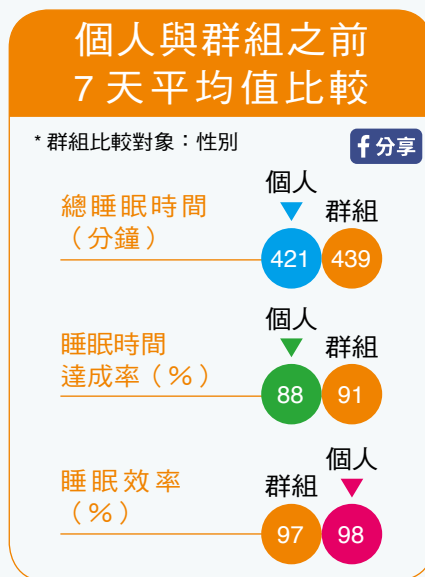 個人與群組之前
7天平均值比較
* 群組比較對象：性別
f 分享
個人
群組
總睡眠時間
（分鐘）
421 439
個人
群組
睡眠時間
達成率（%）
88 91
個人
群組
睡眠效率
（%）
97 98